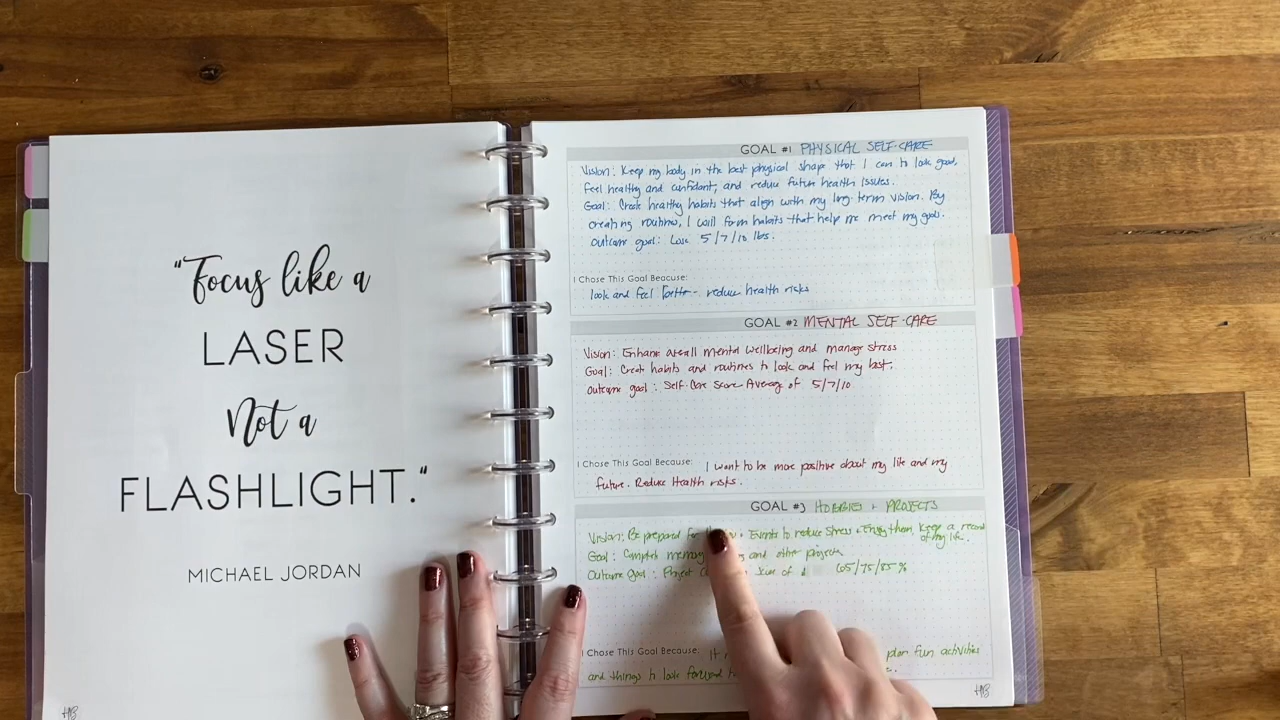 "Focus like a
LASER
Not a
FLASHLIGHT."
MICHAEL JORDAN
GOAL #1 PHYSICAL SELF-CARE
Vision: Keep my body in the best physical shape that I can to look good,
feel healthy and confident, and reduce future health issues.
Goal: Create healthy habits that align with my long-term vision. By
creating routines, I will form habits that help me meet my goals.
Outcome goal: Lose 5/7/10 lbs.
I Chose This Goal Beacuse:
look and feel better - reduce health risks
GOAL #2 MENTAL SELF-CARE
Vision: Enhance overall mental wellbeing and manage stress
Goal: Create habits and routines to look and feel my best.
Outcome goal: Self-Care Score Average of 5/7/10
I Chose This Goal Because: I want to be more positive about my life and my
future. Reduce Health risks.
GOAL #3 HOBBIES + PROJECTS
Vision: Be prepared for + Events to reduce stress + Enjoy them. Keep a record
of my life.
Goal: Complete memory and other projects
Outcome goal: Project of 65/75/85%
I Chose This Goal Because: It plan fun activities
and things to look forward to